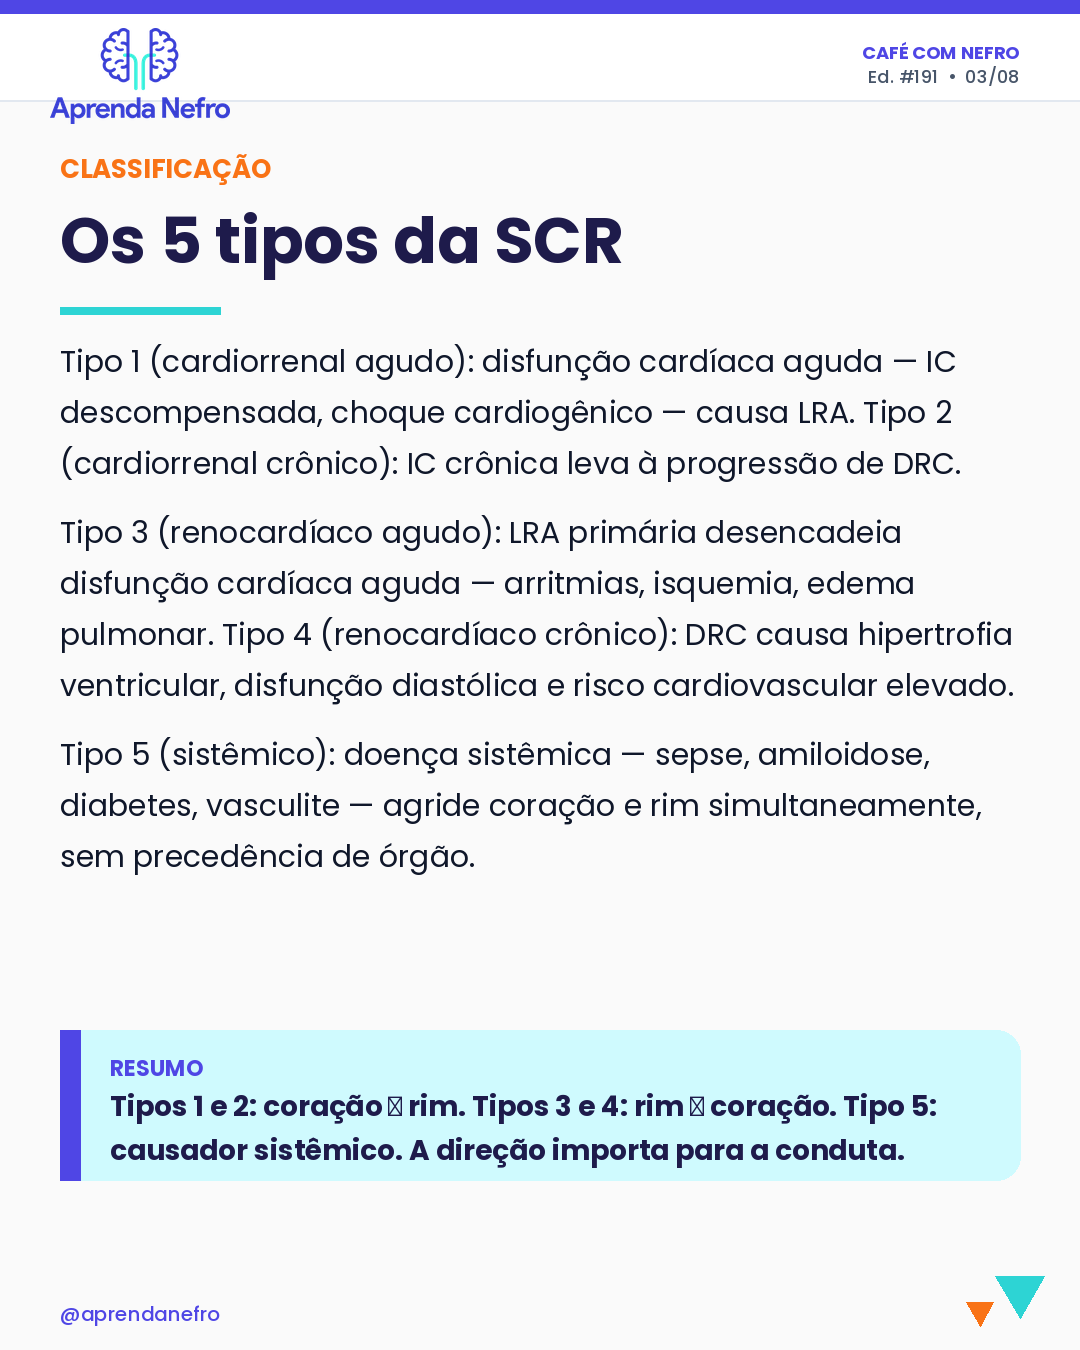 Aprenda Nefro
CAFÉ COM NEFRO
Ed. #191 • 03/08
CLASSIFICAÇÃO
Os 5 tipos da SCR
Tipo 1 (cardiorrenal agudo): disfunção cardíaca aguda — IC
descompensada, choque cardiogênico — causa LRA. Tipo 2
(cardiorrenal crônico): IC crônica leva à progressão de DRC.
Tipo 3 (renocardíaco agudo): LRA primária desencadeia
disfunção cardíaca aguda — arritmias, isquemia, edema
pulmonar. Tipo 4 (renocardíaco crônico): DRC causa hipertrofia
ventricular, disfunção diastólica e risco cardiovascular elevado.
Tipo 5 (sistêmico): doença sistêmica — sepse, amiloidose,
diabetes, vasculite — agride coração e rim simultaneamente,
sem precedência de órgão.
RESUMO
Tipos 1 e 2: coração rim. Tipos 3 e 4: rim coração. Tipo 5:
causador sistêmico. A direção importa para a conduta.
@aprendanefro